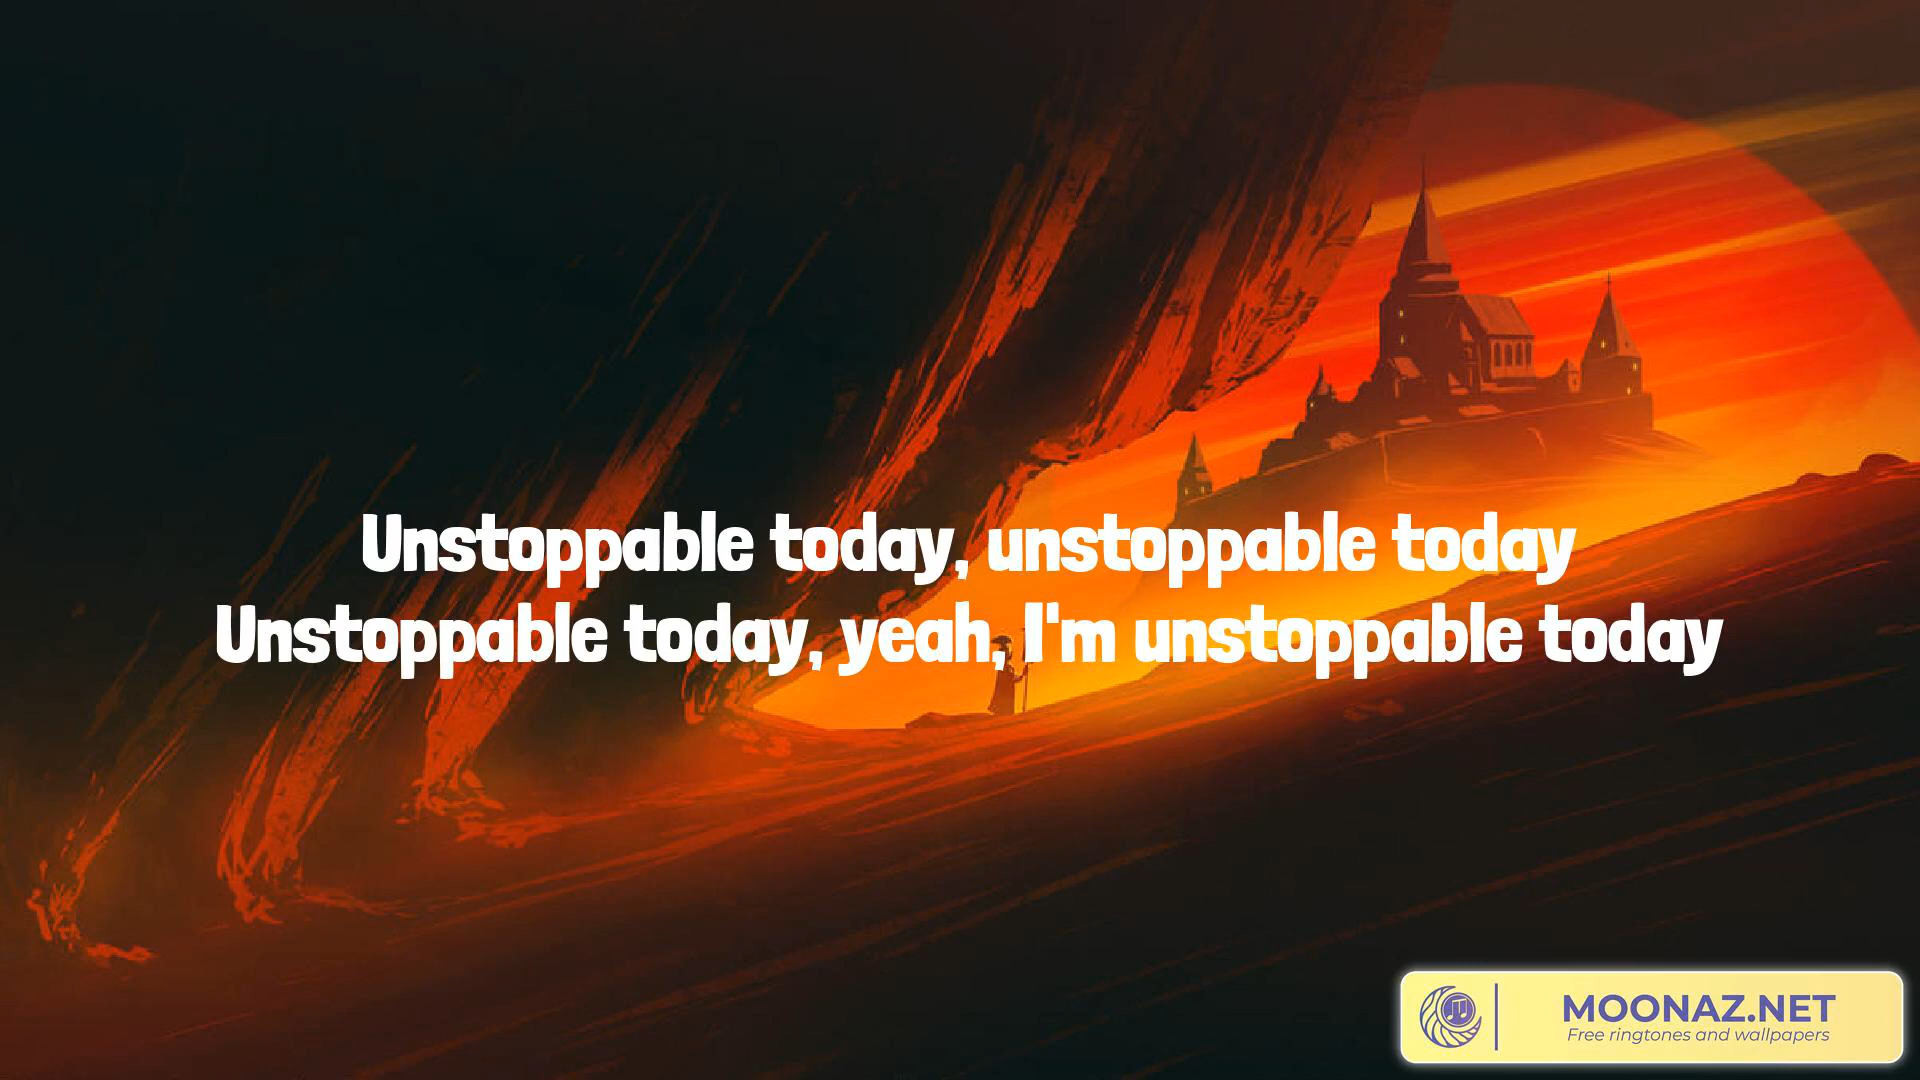 Unstoppable today, unstoppable today
Unstoppable today, yeah, I'm unstoppable today
MOONAZ.NET
Free ringtones and wallpapers